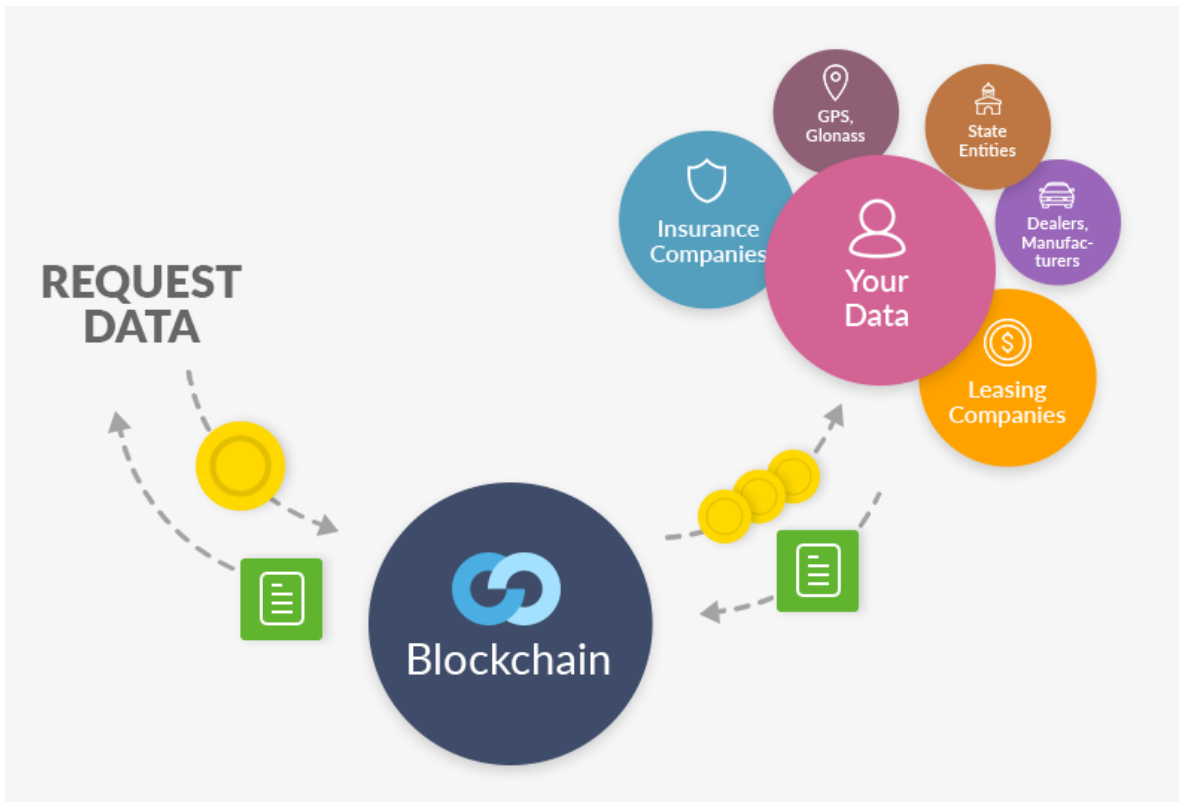 REQUEST
DATA
GPS,
Glonass
State
Entities
Insurance
Companies
Your
Data
Dealers,
Manufac-
turers
Leasing
Companies
Blockchain